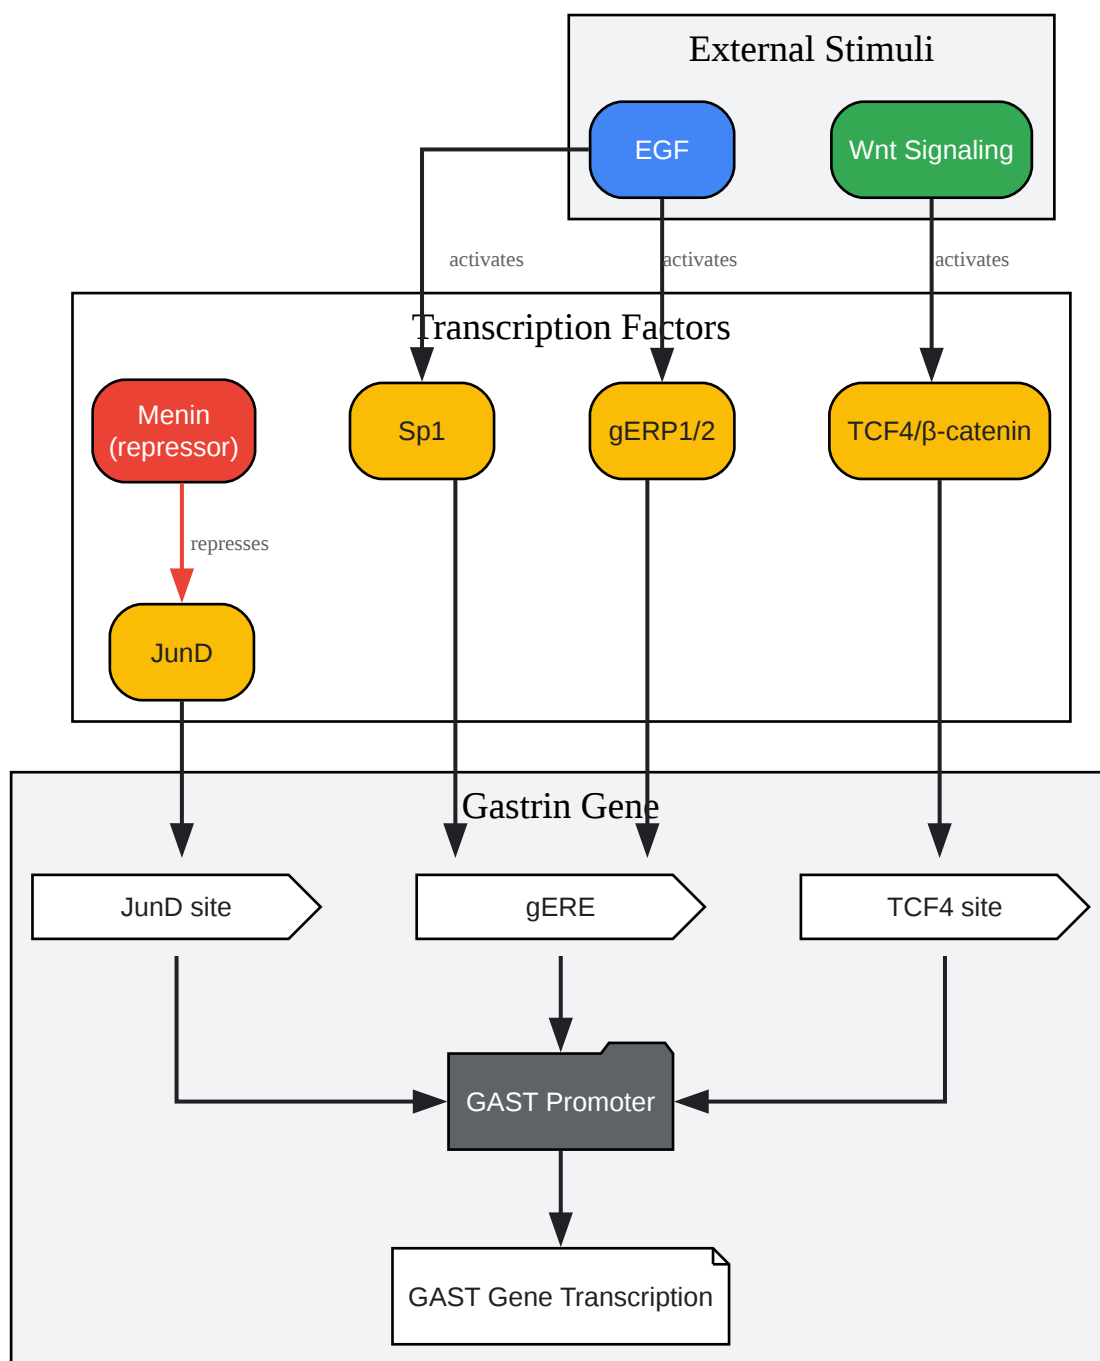 External Stimuli
EGF
Wnt Signaling
activates
activates
activates
Transcription Factors
Menin
(repressor)
Sp1
gERP1/2
TCF4/β-catenin
represses
JunD
Gastrin Gene
JunD site
gERE
TCF4 site
GAST Promoter
GAST Gene Transcription